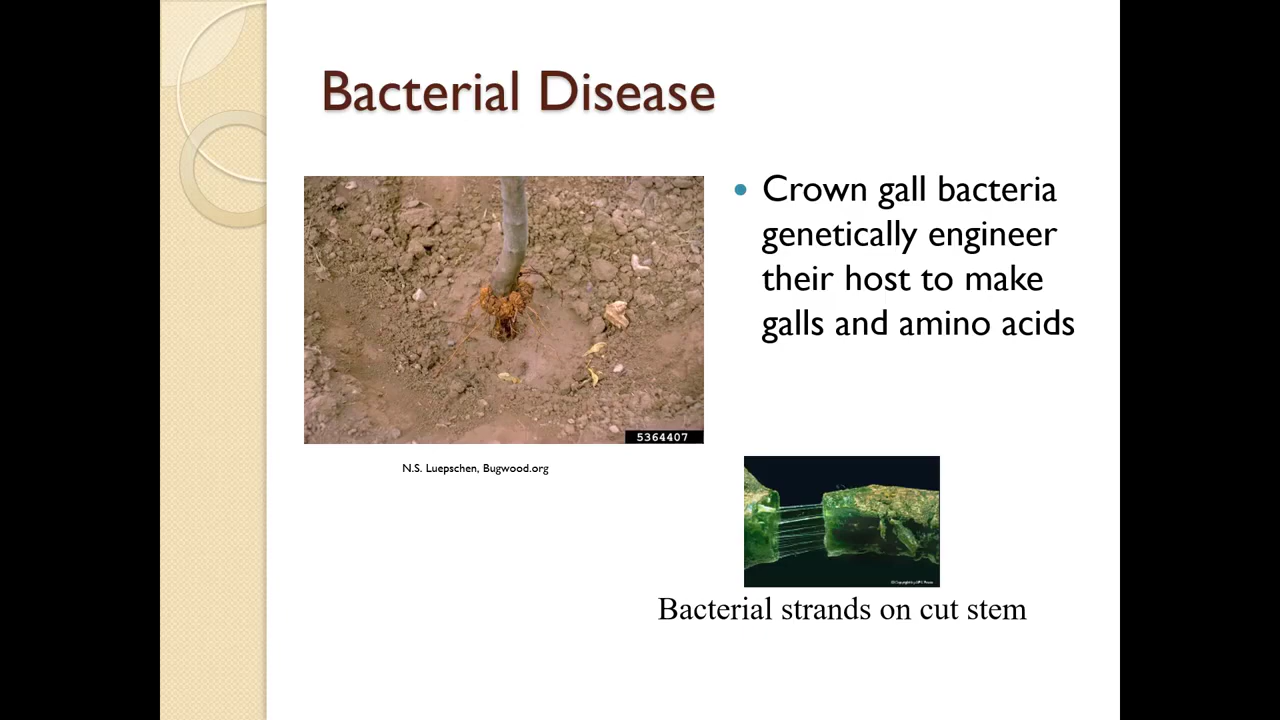 Bacterial Disease
Crown gall bacteria
genetically engineer
their host to make
galls and amino acids
5364407
N.S. Luepschen, Bugwood.org
Bacterial strands on cut stem